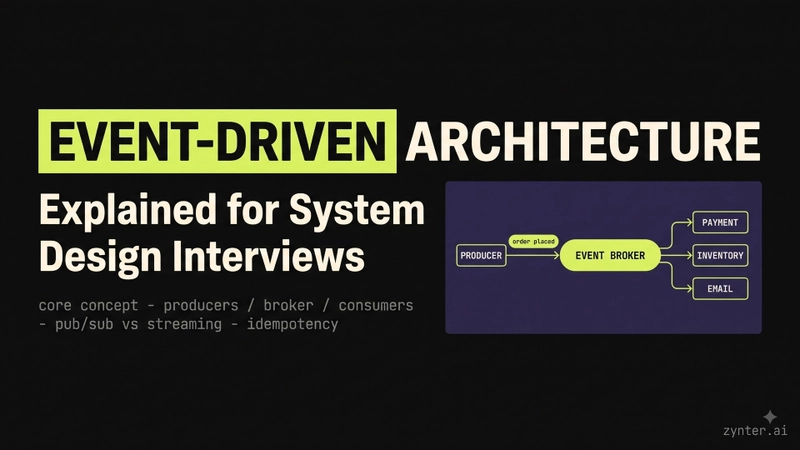 EVENT-DRIVEN ARCHITECTURE
Explained for System
Design Interviews
core concept - producers / broker / consumers
- pub/sub vs streaming - idempotency
PRODUCER
order placed
EVENT BROKER
PAYMENT
INVENTORY
EMAIL
zynter.ai